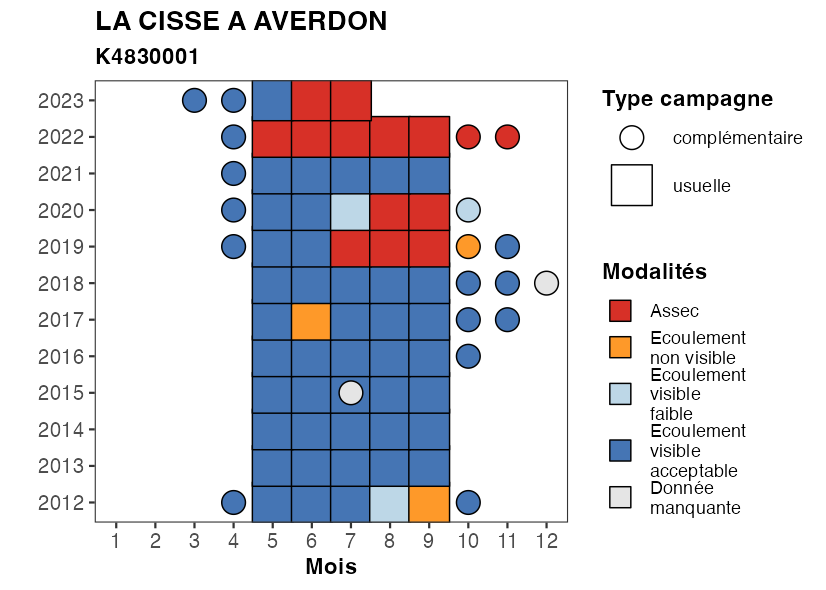 LA CISSE A AVERDON
K4830001
2023
2022
2021
2020
2019
2018
2017
2016
2015
2014
2013
2012
1 2 3 4 5 6 7 8 9 10 11 12
Mois
Type campagne
complémentaire
usuelle
Modalités
Assec
Ecoulement
non visible
Ecoulement
visible
faible
Ecoulement
visible
acceptable
Donnée
manquante